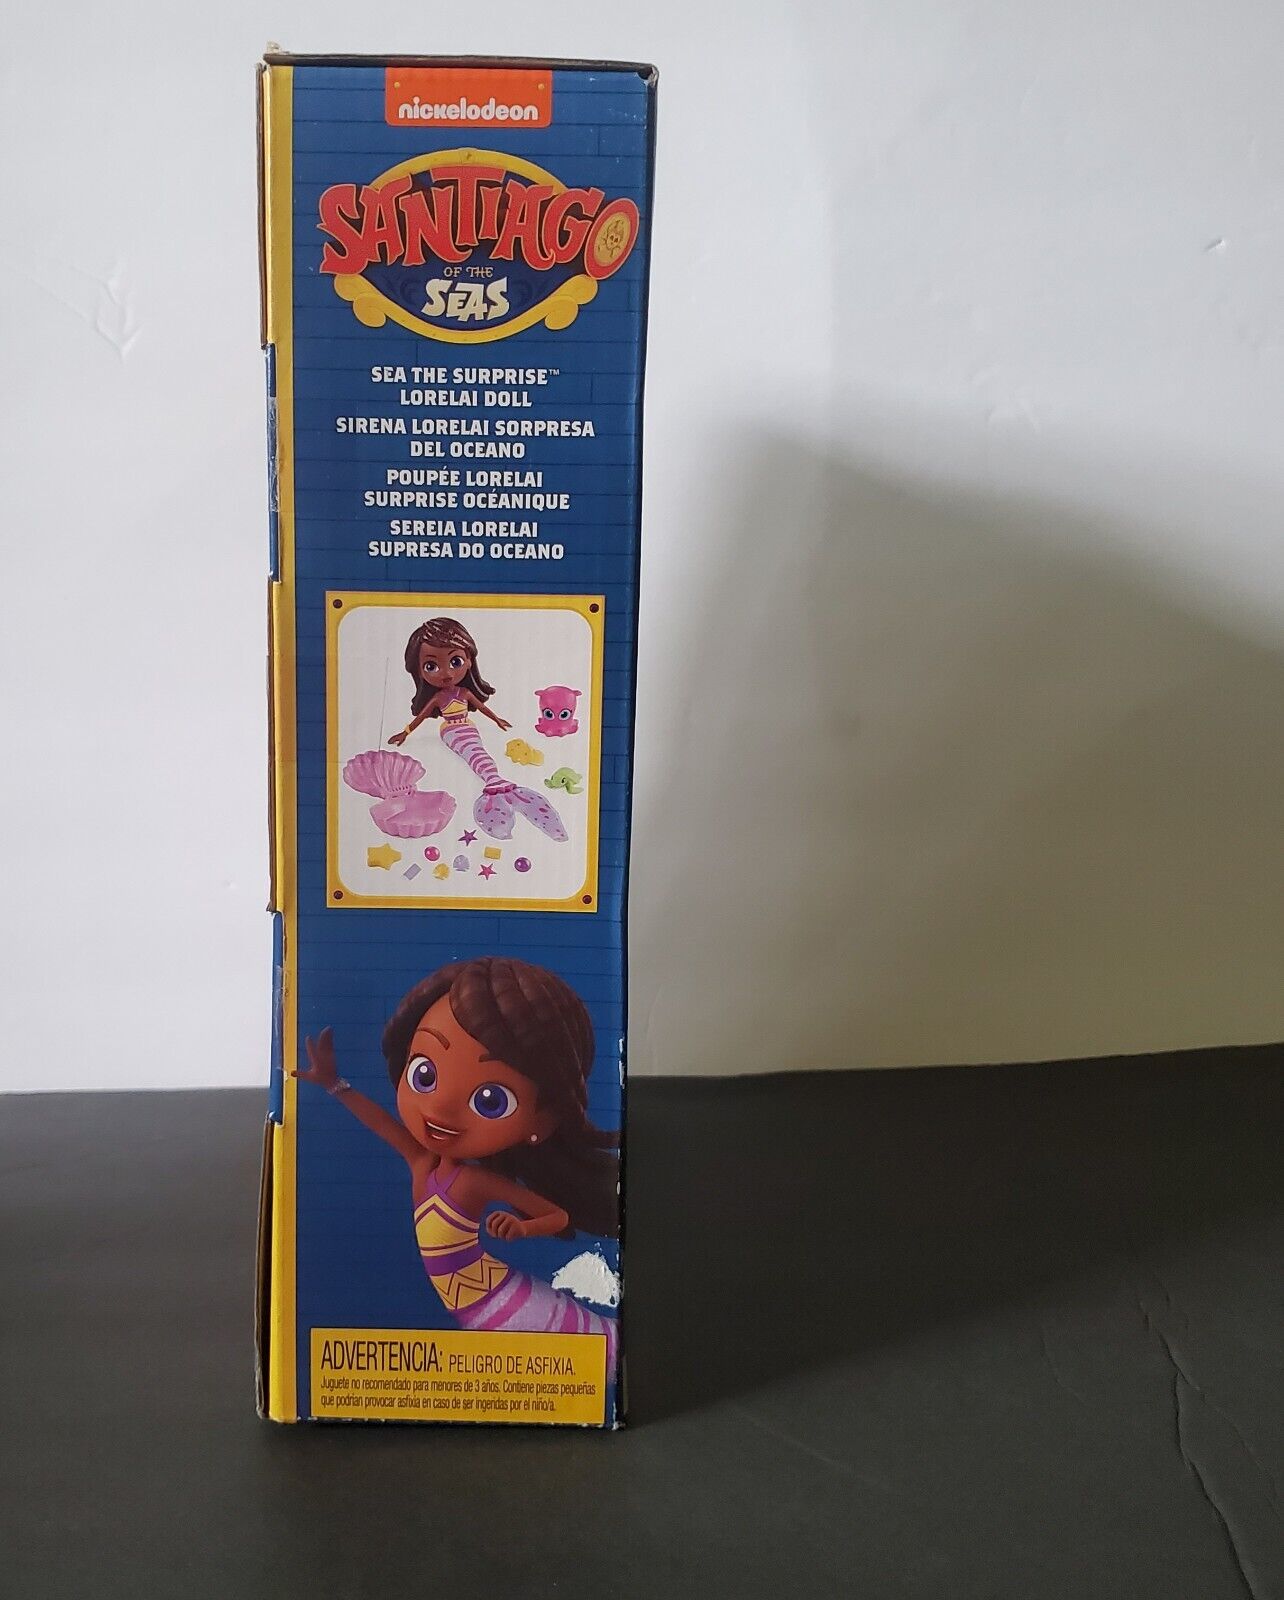 nickelodeon
SANTIAGO
OF THE
SEAS
SEA THE SURPRISE™
LORELAI DOLL
SIRENA LORELAI SORPRESA
DEL OCEANO
POUPÉE LORELAI
SURPRISE OCÉANIQUE
SEREIA LORELAI
SUPRESA DO OCEANO
ADVERTENCIA: PELIGRO DE ASFIXIA.
Juguete no recomendado para menores de 3 años. Contiene piezas pequeñas
que podrían provocar asfixia en caso de ser ingeridas por el niño/a.